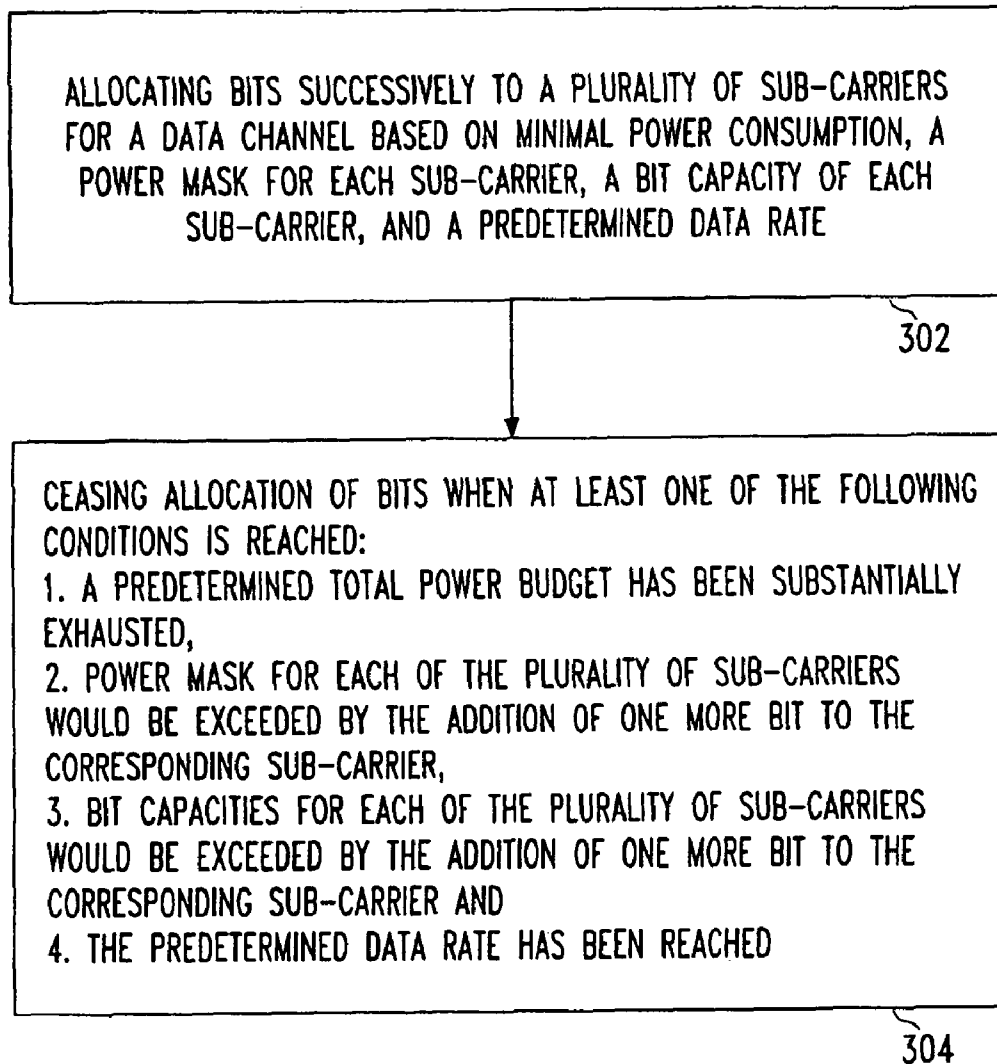 ALLOCATING BITS SUCCESSIVELY TO A PLURALITY OF SUB-CARRIERS
FOR A DATA CHANNEL BASED ON MINIMAL POWER CONSUMPTION, A
POWER MASK FOR EACH SUB-CARRIER, A BIT CAPACITY OF EACH
SUB-CARRIER, AND A PREDETERMINED DATA RATE
302
CEASING ALLOCATION OF BITS WHEN AT LEAST ONE OF THE FOLLOWING
CONDITIONS IS REACHED:
1. A PREDETERMINED TOTAL POWER BUDGET HAS BEEN SUBSTANTIALLY
EXHAUSTED,
2. POWER MASK FOR EACH OF THE PLURALITY OF SUB-CARRIERS
WOULD BE EXCEEDED BY THE ADDITION OF ONE MORE BIT TO THE
CORRESPONDING SUB-CARRIER,
3. BIT CAPACITIES FOR EACH OF THE PLURALITY OF SUB-CARRIERS
WOULD BE EXCEEDED BY THE ADDITION OF ONE MORE BIT TO THE
CORRESPONDING SUB-CARRIER AND
4. THE PREDETERMINED DATA RATE HAS BEEN REACHED
304